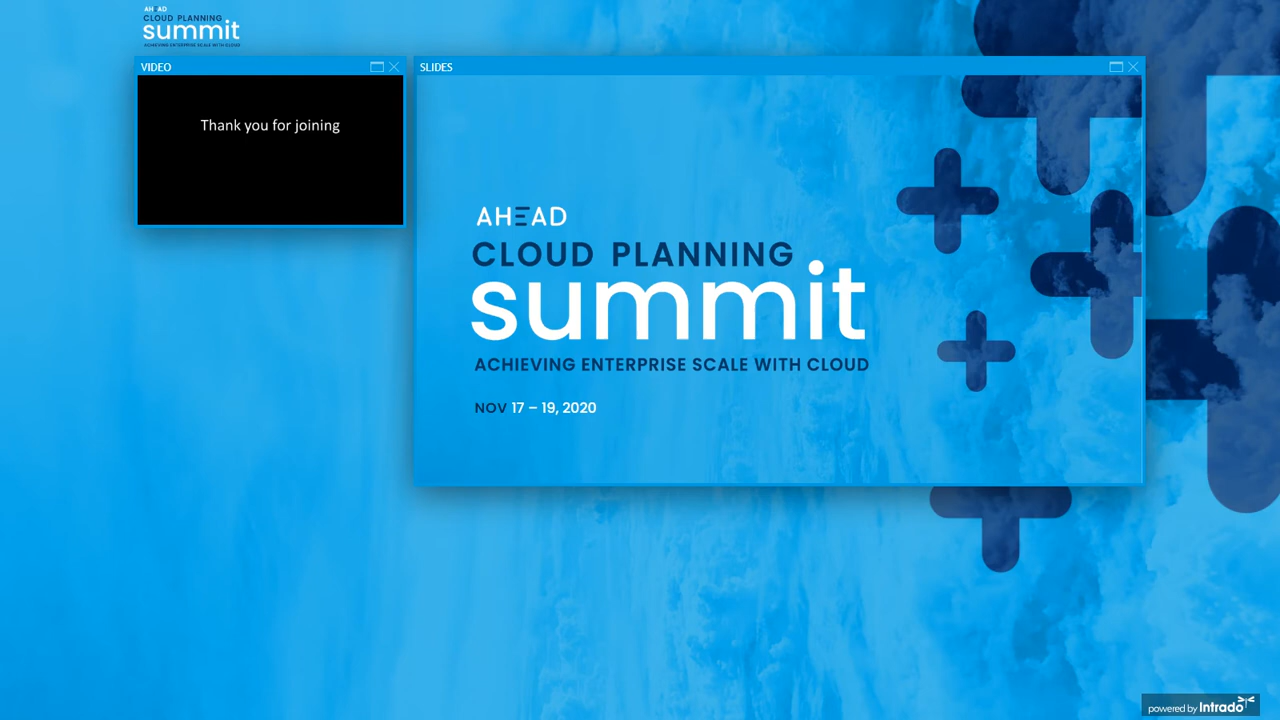 AHEAD
CLOUD PLANNING
summit
ACHIEVING ENTERPRISE SCALE WITH CLOUD
VIDEO
Thank you for joining
SLIDES
AHEAD
CLOUD PLANNING
summit
ACHIEVING ENTERPRISE SCALE WITH CLOUD
NOV 17 – 19, 2020
powered by Intrado